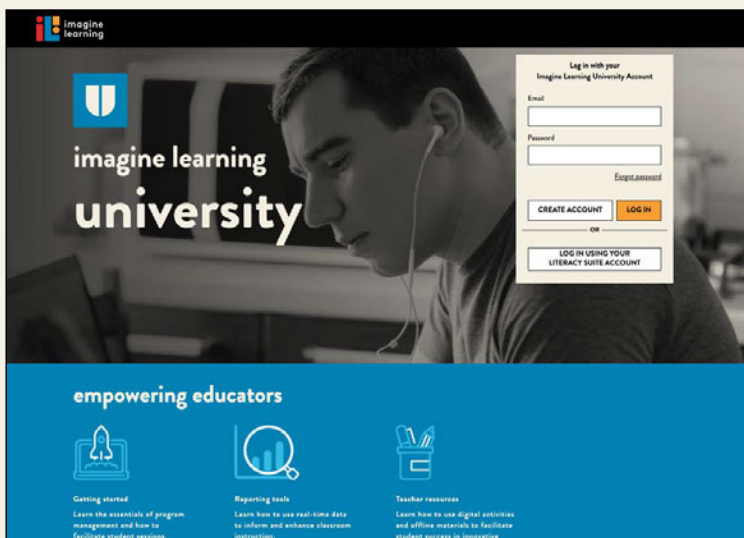 imagine
learning
imagine learning
university
Log in with your
Imagine Learning University Account
Email
Password
Forgot password
CREATE ACCOUNT
LOG IN
OR
LOG IN USING YOUR
LITERACY SUITE ACCOUNT
empowering educators
Getting started
Learn the essentials of program
management and how to
facilitate student sessions.
Reporting tools
Learn how to use real-time data
to inform and enhance classroom
instruction.
Teacher resources
Learn how to use digital activities
and offline materials to facilitate
student success in innovative